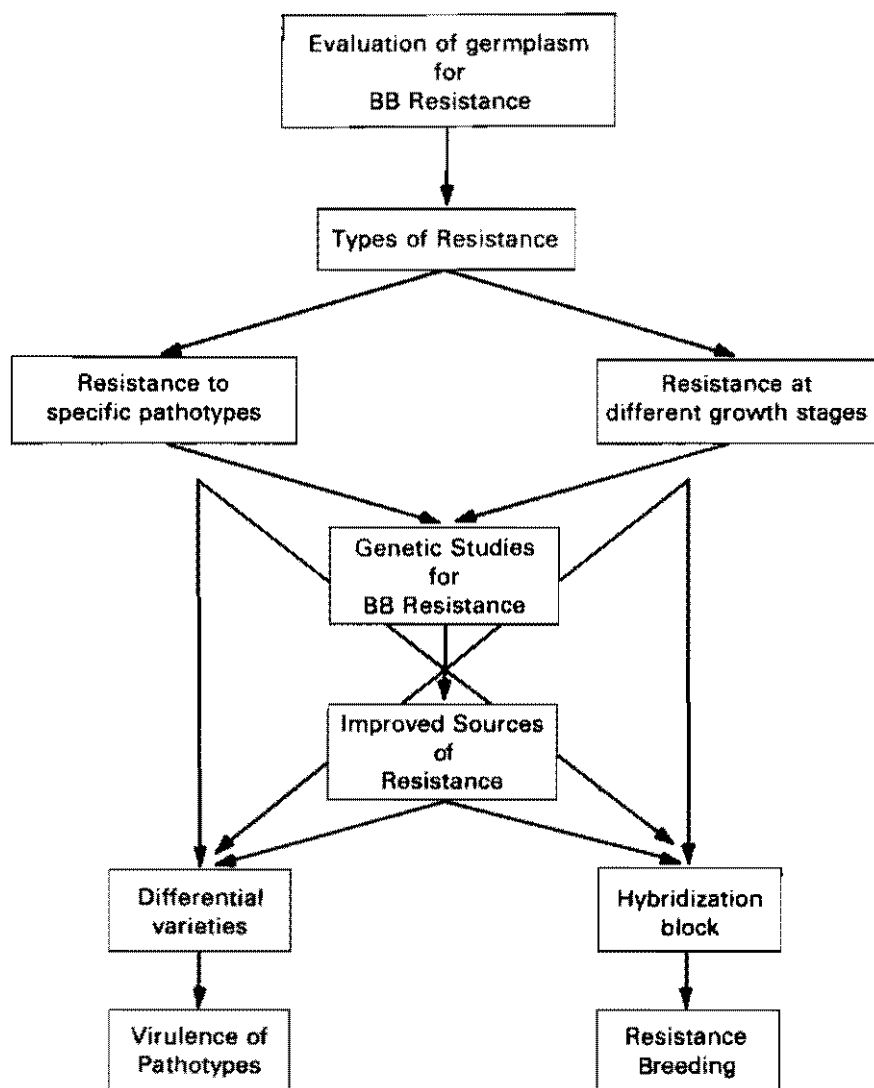 Evaluation of germplasm
for
BB Resistance
Types of Resistance
Resistance to
specific pathotypes
Resistance at
different growth stages
Genetic Studies
for
BB Resistance
Improved Sources
of
Resistance
Differential
varieties
Hybridization
block
Virulence of
Pathotypes
Resistance
Breeding